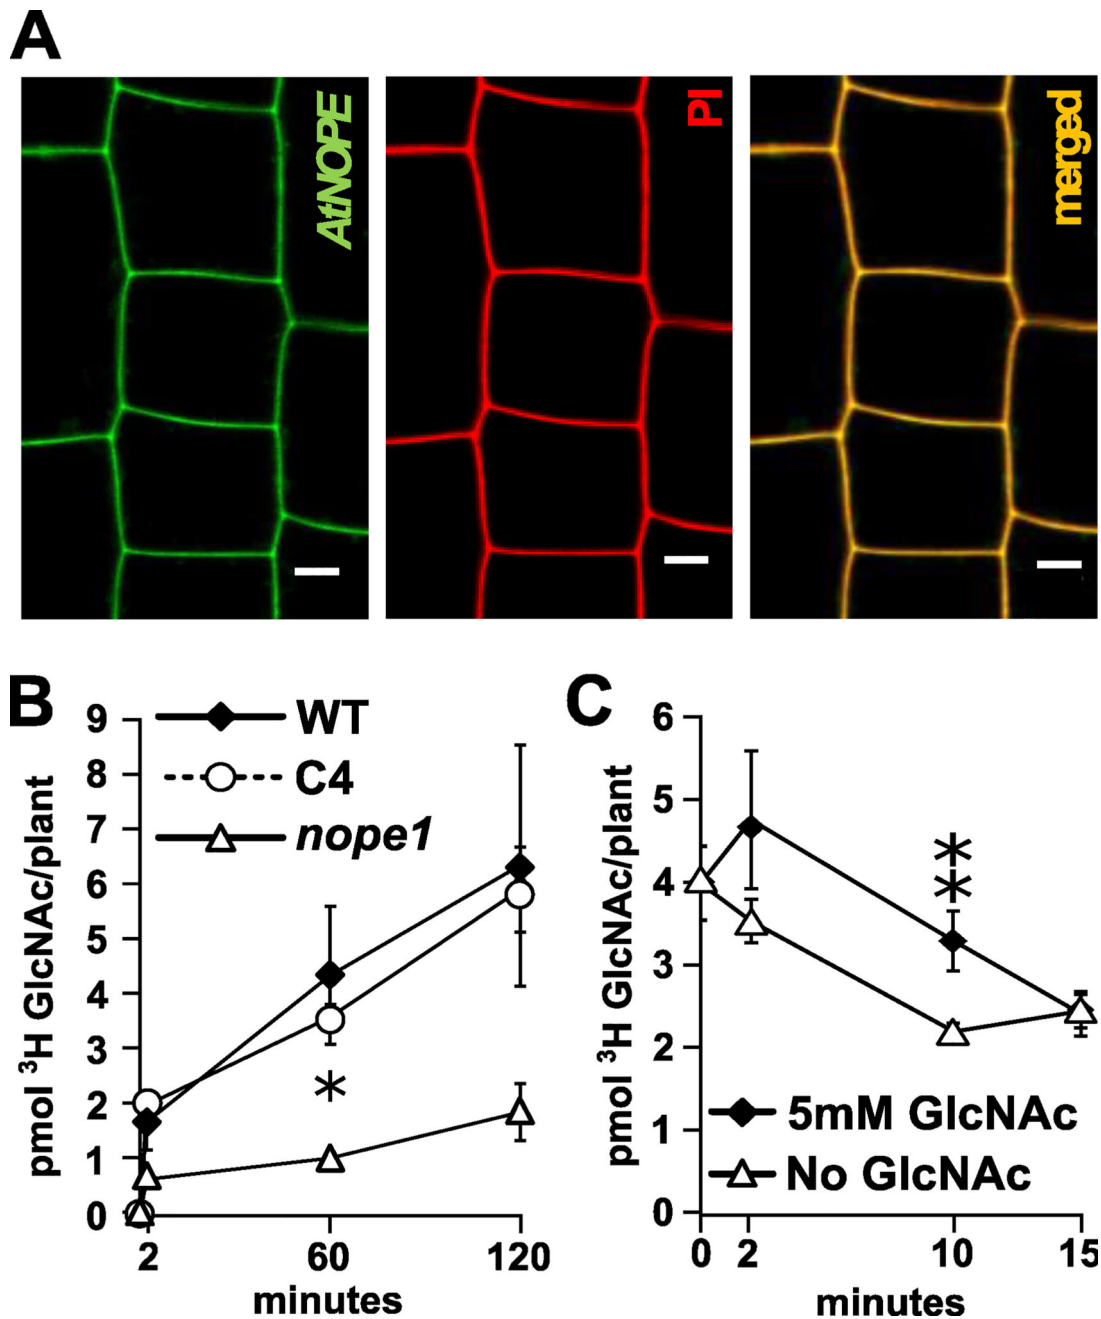 A
AtNOPE
PI
merged
B
WT
C4
nope1
pmol ³H GlcNAc/plant
9
8
7
6
5
4
3
2
1
0
*
2 60 120
minutes
C
pmol ³H GlcNAc/plant
6
5
4
3
2
1
0
*
*
5mM GlcNAc
No GlcNAc
0 2 10 15
minutes